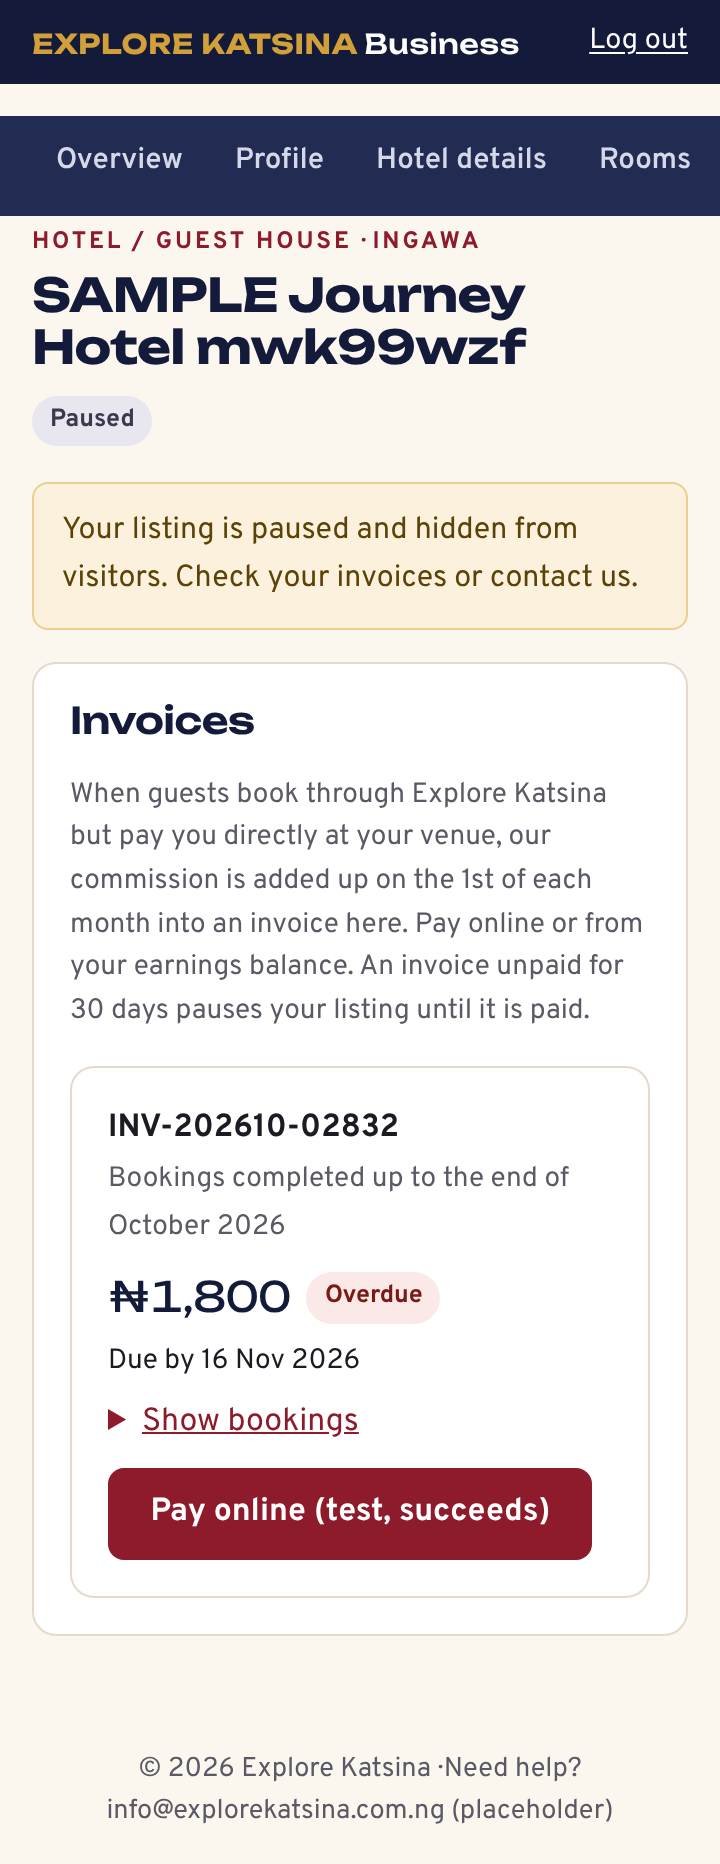 EXPLORE KATSINA Business
Log out
Overview
Profile
Hotel details
Rooms
HOTEL / GUEST HOUSE · INGAWA
SAMPLE Journey
Hotel mwk99wzf
Paused
Your listing is paused and hidden from
visitors. Check your invoices or contact us.
Invoices
When guests book through Explore Katsina
but pay you directly at your venue, our
commission is added up on the 1st of each
month into an invoice here. Pay online or from
your earnings balance. An invoice unpaid for
30 days pauses your listing until it is paid.
INV-202610-02832
Bookings completed up to the end of
October 2026
₦1,800
Overdue
Due by 16 Nov 2026
Show bookings
Pay online (test, succeeds)
© 2026 Explore Katsina · Need help?
info@explorekatsina.com.ng (placeholder)